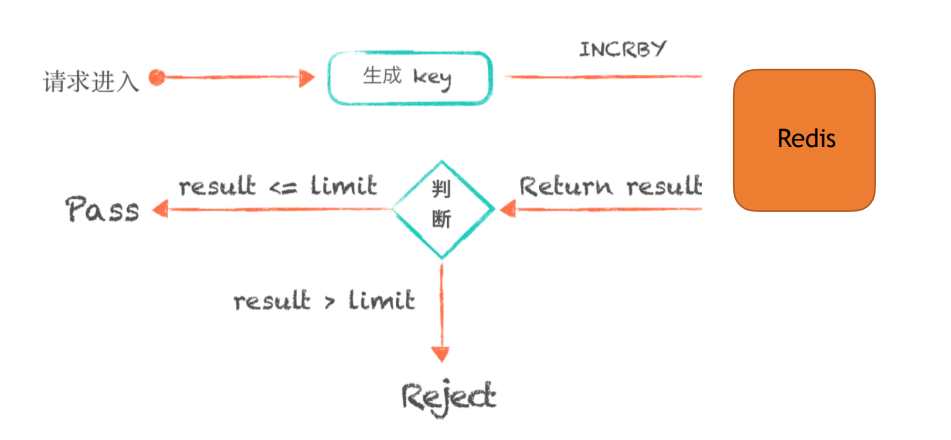 INCRBY
请求进入
生成 key
Redis
result <= limit
判
断
Return result
Pass
result > limit
Reject